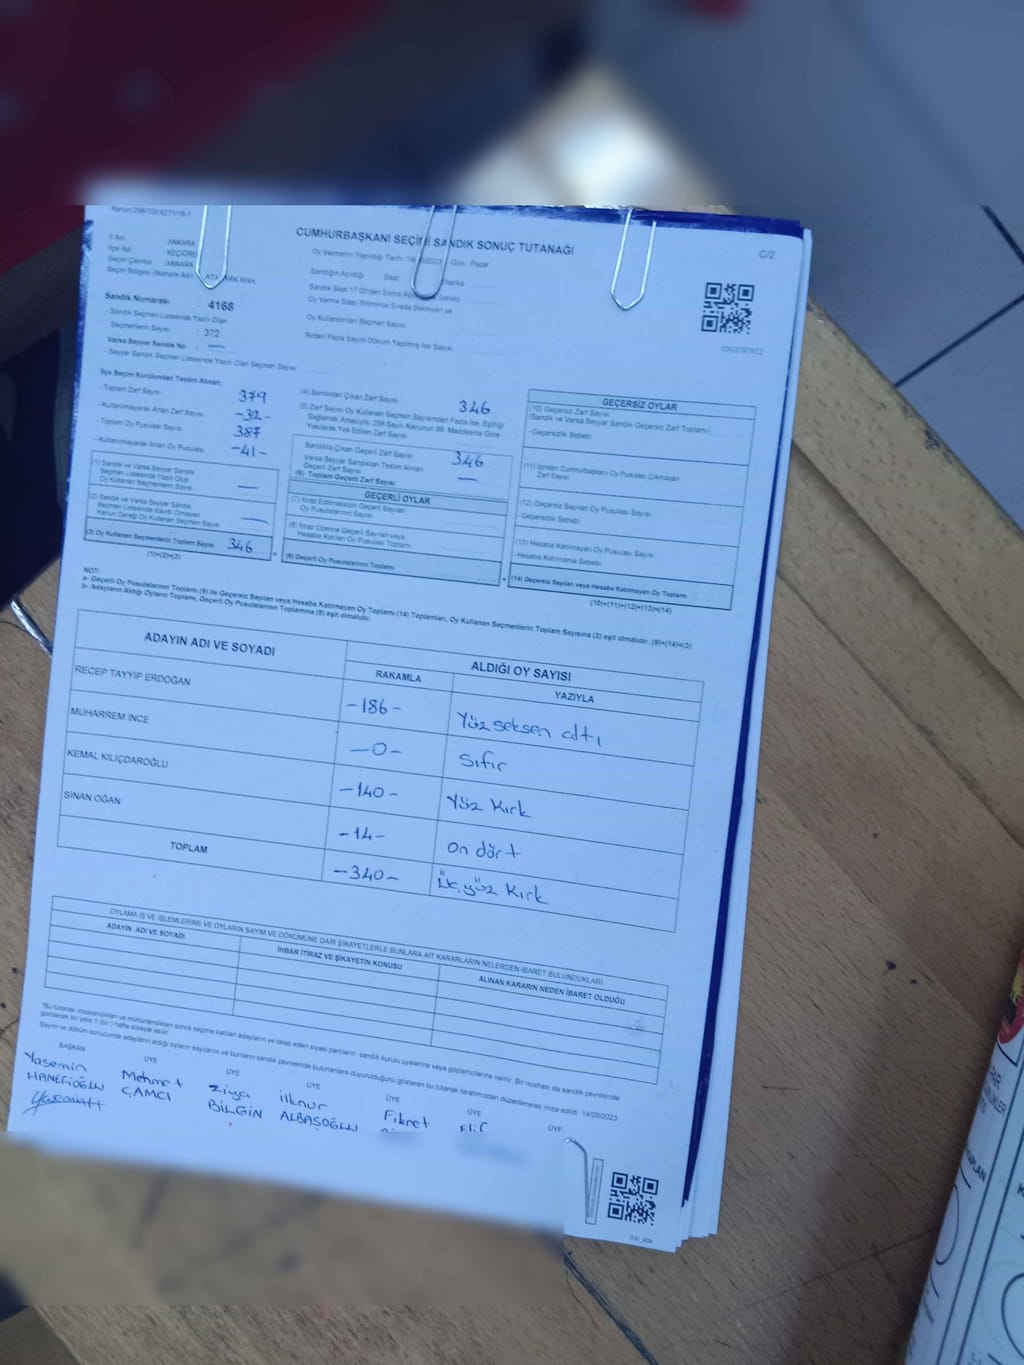 Kanun:298/105;6271/18-1
CUMHURBAŞKANI SEÇİMİ SANDIK SONUÇ TUTANAĞI
C/2
İl Adı : ANKARA
Oy Vermenin Yapıldığı Tarih : 14/05/2023 Gün : Pazar
İlçe Adı : KEÇİÖREN
Seçim Çevresi : ANKARA
Seçim Bölgesi (Mahalle Adı) : ATATÜRK MAH.
Sandığın Açıldığı Saat Dakika
Sandık Saat 17:00'den Sonra
Oy Verme Saati Bitiminde Sırada Bekleyen ve
Oy Kullandırılan Seçmen Sayısı
Birden Fazla Sayım Döküm Yapılmış İse Sayısı
Sandık Numarası : 4168
- Sandık Seçmen Listesinde Yazılı Olan
Seçmenlerin Sayısı : 372
Varsa Seyyar Sandık No : —
- Seyyar Sandık Seçmen Listesinde Yazılı Olan Seçmen Sayısı
İlçe Seçim Kurulundan Teslim Alınan;
- Toplam Zarf Sayısı 379
- Kullanılmayarak Artan Zarf Sayısı -32-
- Toplam Oy Pusulası Sayısı 387
- Kullanılmayarak Artan Oy Pusulası -41-
(1) Sandık ve Varsa Seyyar Sandık
Seçmen Listesinde Yazılı Olup
Oy Kullanan Seçmenlerin Sayısı —
(2) Sandık ve Varsa Seyyar Sandık
Seçmen Listesinde Kayıtlı Olmayan
Kanun Gereği Oy Kullanan Seçmen Sayısı —
(3) Oy Kullanan Seçmenlerin Toplam Sayısı 346
(1)+(2)=(3)
(4) Sandıktan Çıkan Zarf Sayısı 346
(5) Zarf Sayısı Oy Kullanan Seçmen Sayısından Fazla İse, Eşitliği
Sağlamak Amacıyla; 298 Sayılı Kanunun 98. Maddesine Göre
Yakılarak Yok Edilen Zarf Sayısı
Sandıkta Çıkan Geçerli Zarf Sayısı 346
Varsa Seyyar Sandıktan Teslim Alınan
Geçerli Zarf Sayısı —
(6) Toplam Geçerli Zarf Sayısı
GEÇERLİ OYLAR
(7) İtiraz Edilmeksizin Geçerli Sayılan
Oy Pusulalarının Sayısı
(8) İtiraz Üzerine Geçerli Sayılan veya
Hesaba Katılan Oy Pusulası Toplamı
(9) Geçerli Oy Pusulalarının Toplamı
GEÇERSİZ OYLAR
(10) Geçersiz Zarf Sayısı
(Sandık ve Varsa Seyyar Sandık Geçersiz Zarf Toplamı)
- Geçersizlik Sebebi
(11) İçinden Cumhurbaşkanı Oy Pusulası Çıkmayan
Zarf Sayısı
(12) Geçersiz Sayılan Oy Pusulası Sayısı
- Geçersizlik Sebebi
(13) Hesaba Katılmayan Oy Pusulası Sayısı
- Hesaba Katılmama Sebebi
(14) Geçersiz Sayılan veya Hesaba Katılmayan Oy Toplamı
(10)+(11)+(12)+(13)=(14)
NOT:
a- Geçerli Oy Pusulalarının Toplamı (9) ile Geçersiz Sayılan veya Hesaba Katılmayan Oy Toplamı (14) Toplamları, Oy Kullanan Seçmenlerin Toplam Sayısına (3) eşit olmalıdır. (9)+(14)=(3)
b- Adayların Aldığı Oyların Toplamı, Geçerli Oy Pusulalarının Toplamına (9) eşit olmalıdır.
ADAYIN ADI VE SOYADI
ALDIĞI OY SAYISI
RAKAMLA YAZIYLA
RECEP TAYYİP ERDOĞAN -186- Yüz seksen altı
MUHARREM İNCE -0- Sıfır
KEMAL KILIÇDAROĞLU -140- Yüz Kırk
SİNAN OĞAN -14- On dört
TOPLAM -340- Üç yüz Kırk
OYLAMA İŞ VE İŞLEMLERİNE VE OYLARIN SAYIM VE DÖKÜMÜNE DAİR ŞİKAYETLERLE BUNLARA AİT KARARLARIN NELERDEN İBARET BULUNDUKLARI
ADAYIN ADI VE SOYADI
İHBAR İTİRAZ VE ŞİKAYETİN KONUSU
ALINAN KARARIN NEDEN İBARET OLDUĞU
*Bu tutanak imzalandıktan ve mühürlendikten sonra seçime katılan adayların ve talep eden siyasi partilerin sandık kurulu üyelerine veya gözlemcilerine verilir. Bir nüshası da sandık çevresinde
görülecek bir yere 1 (bir) hafta süreyle asılır.
Sayım ve döküm sonucunda adayların aldığı oyların sayılarını ve bunların sandık çevresinde bulunanlara duyurulduğunu gösteren bu tutanak tarafımızdan düzenlenerek imza edildi. 14/05/2023
BAŞKAN ÜYE ÜYE ÜYE ÜYE ÜYE ÜYE
Yasemin Mehmet Ziya İlknur Fikret Elif
HANECİOĞLU ÇAMCI BİLGİN ALBAŞOĞLU